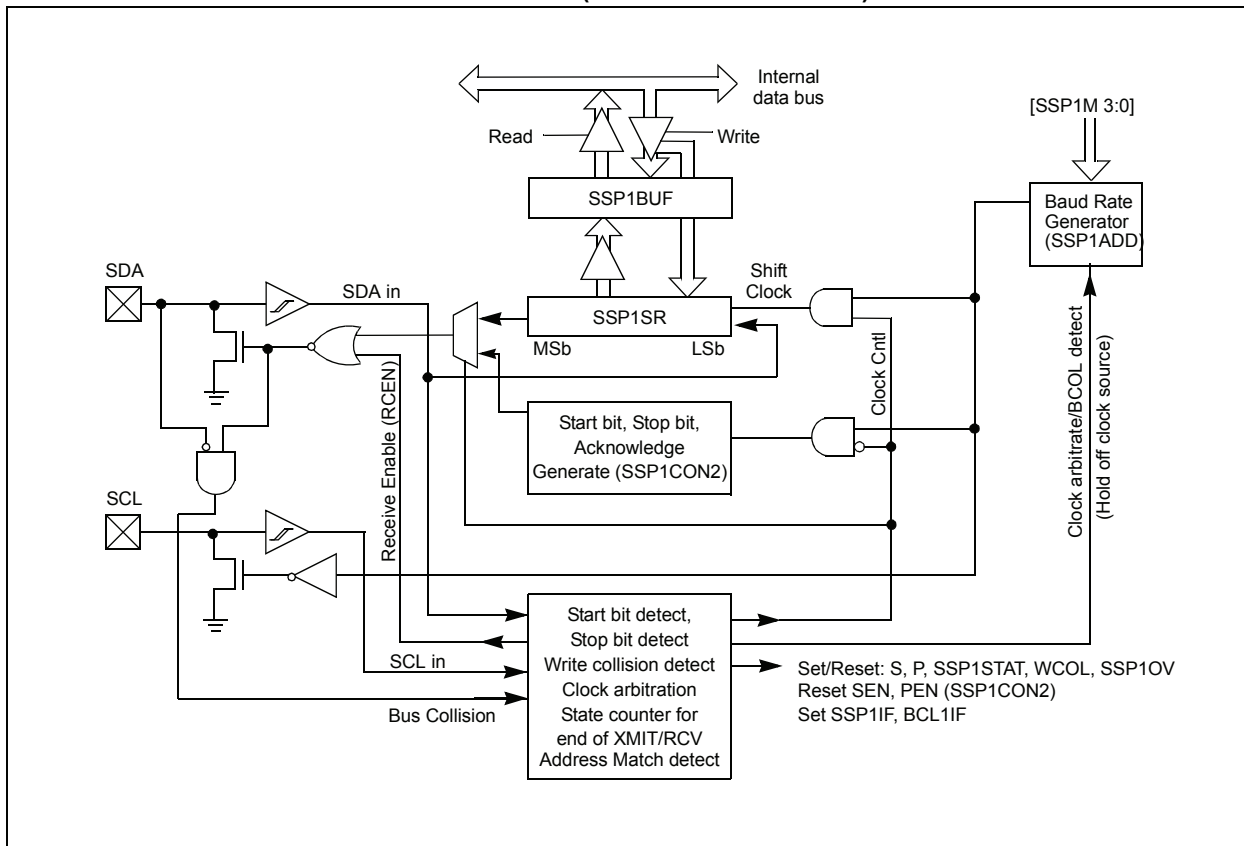 Internal
data bus
[SSP1M 3:0]
Read
Write
SSP1BUF
Baud Rate
Generator
(SSP1ADD)
SDA
Shift
Clock
SDA in
SSP1SR
MSb
LSb
Clock Cntl
Receive Enable (RCEN)
Start bit, Stop bit,
Acknowledge
Generate (SSP1CON2)
Clock arbitrate/BCOL detect
(Hold off clock source)
SCL
Start bit detect,
Stop bit detect
SCL in
Write collision detect
Clock arbitration
Bus Collision
State counter for
end of XMIT/RCV
Address Match detect
Set/Reset: S, P, SSP1STAT, WCOL, SSP1OV
Reset SEN, PEN (SSP1CON2)
Set SSP1IF, BCL1IF